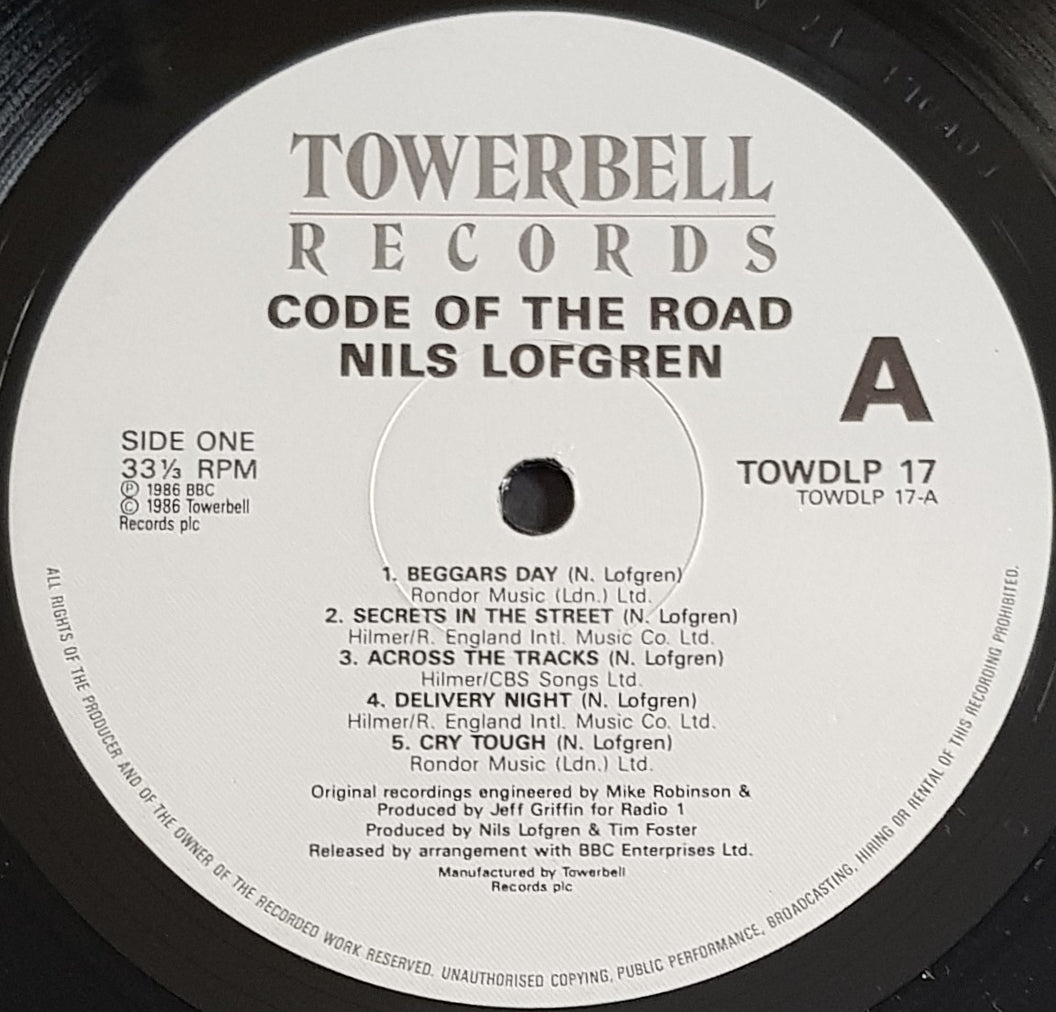 TOWERBELL
RECORDS
CODE OF THE ROAD
NILS LOFGREN
A
SIDE ONE
33⅓ RPM
Ⓟ 1986 BBC
© 1986 Towerbell
Records plc
TOWDLP 17
TOWDLP 17-A
1. BEGGARS DAY (N. Lofgren)
Rondor Music (Ldn.) Ltd.
2. SECRETS IN THE STREET (N. Lofgren)
Hilmer/R. England Intl. Music Co. Ltd.
3. ACROSS THE TRACKS (N. Lofgren)
Hilmer/CBS Songs Ltd.
4. DELIVERY NIGHT (N. Lofgren)
Hilmer/R. England Intl. Music Co. Ltd.
5. CRY TOUGH (N. Lofgren)
Rondor Music (Ldn.) Ltd.
Original recordings engineered by Mike Robinson &
Produced by Jeff Griffin for Radio 1
Produced by Nils Lofgren & Tim Foster
Released by arrangement with BBC Enterprises Ltd.
Manufactured by Towerbell
Records plc
ALL RIGHTS OF THE PRODUCER AND OF THE OWNER OF THE RECORDED WORK RESERVED. UNAUTHORISED COPYING, PUBLIC PERFORMANCE, BROADCASTING, HIRING OR RENTAL OF THIS RECORDING PROHIBITED.